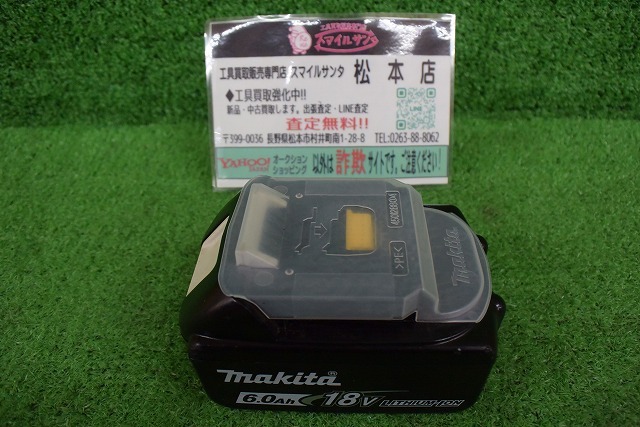 スマイルサンタ
工具買取販売専門店 スマイルサンタ 松本店
◆工具買取強化中!!
新品・中古買取します。出張査定・LINE査定
査定無料!!
〒399-0036 長野県松本市村井町南1-28-8 TEL:0263-88-8062
YAHOO! JAPAN オークション ショッピング 以外は詐欺サイトです。ご注意ください!
>PE<
makita
makita®
6.0Ah 18V LITHIUM-ION